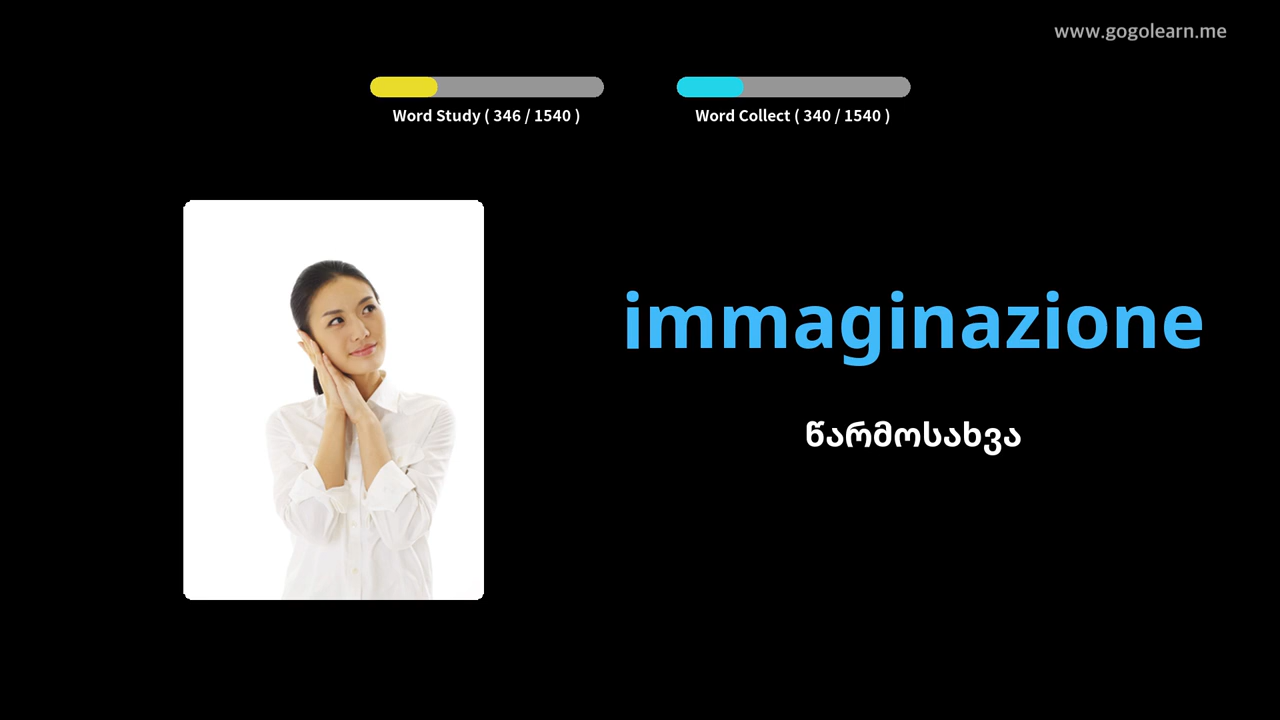 www.gogolearn.me
Word Study ( 346 / 1540 )
Word Collect ( 340 / 1540 )
immaginazione
წარმოსახვა